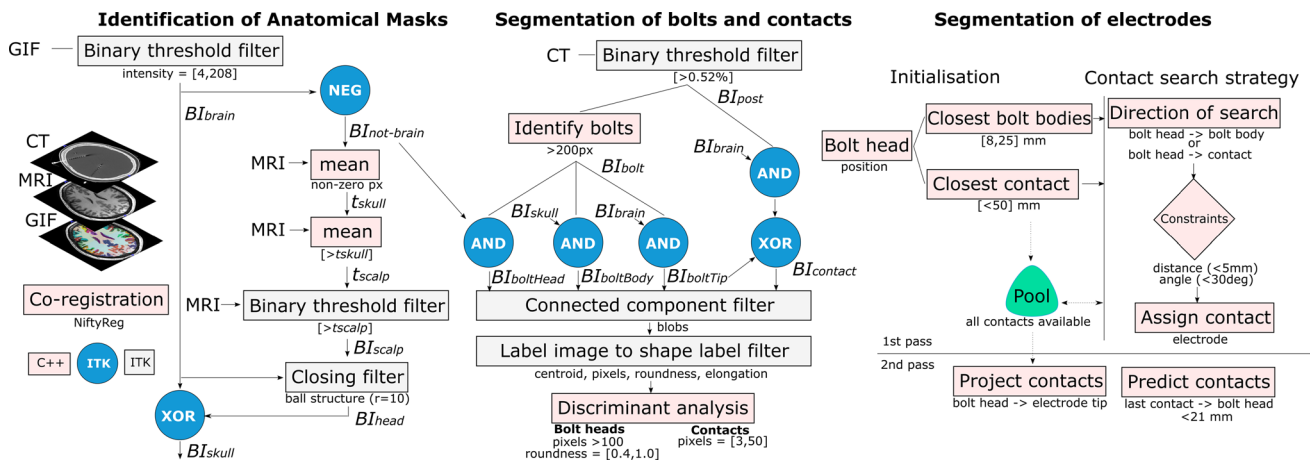 Identification of Anatomical Masks
GIF
Binary threshold filter
intensity = [4,208]
NEG
BIbrain
BInot-brain
CT
MRI
GIF
MRI
mean
non-zero px
tskull
MRI
mean
[>tskull]
tscalp
Co-registration
NiftyReg
MRI
Binary threshold filter
[>tscalp]
BIscalp
C++
ITK
ITK
Closing filter
ball structure (r=10)
XOR
BIhead
BIskull
Segmentation of bolts and contacts
CT
Binary threshold filter
[>0.52%]
BIpost
Identify bolts
>200px
BIbolt
BIbrain
AND
BIskull
BIbrain
AND
AND
AND
XOR
BIboltHead
BIboltBody
BIboltTip
BIcontact
Connected component filter
blobs
Label image to shape label filter
centroid, pixels, roundness, elongation
Discriminant analysis
Bolt heads
pixels >100
roundness = [0.4,1.0]
Contacts
pixels = [3,50]
Segmentation of electrodes
Initialisation
Contact search strategy
Closest bolt bodies
[8,25] mm
Bolt head
position
Closest contact
[<50] mm
Direction of search
bolt head -> bolt body
or
bolt head -> contact
Constraints
distance (<5mm)
angle (<30deg)
Pool
all contacts available
Assign contact
electrode
1st pass
2nd pass
Project contacts
bolt head -> electrode tip
Predict contacts
last contact -> bolt head
<21 mm